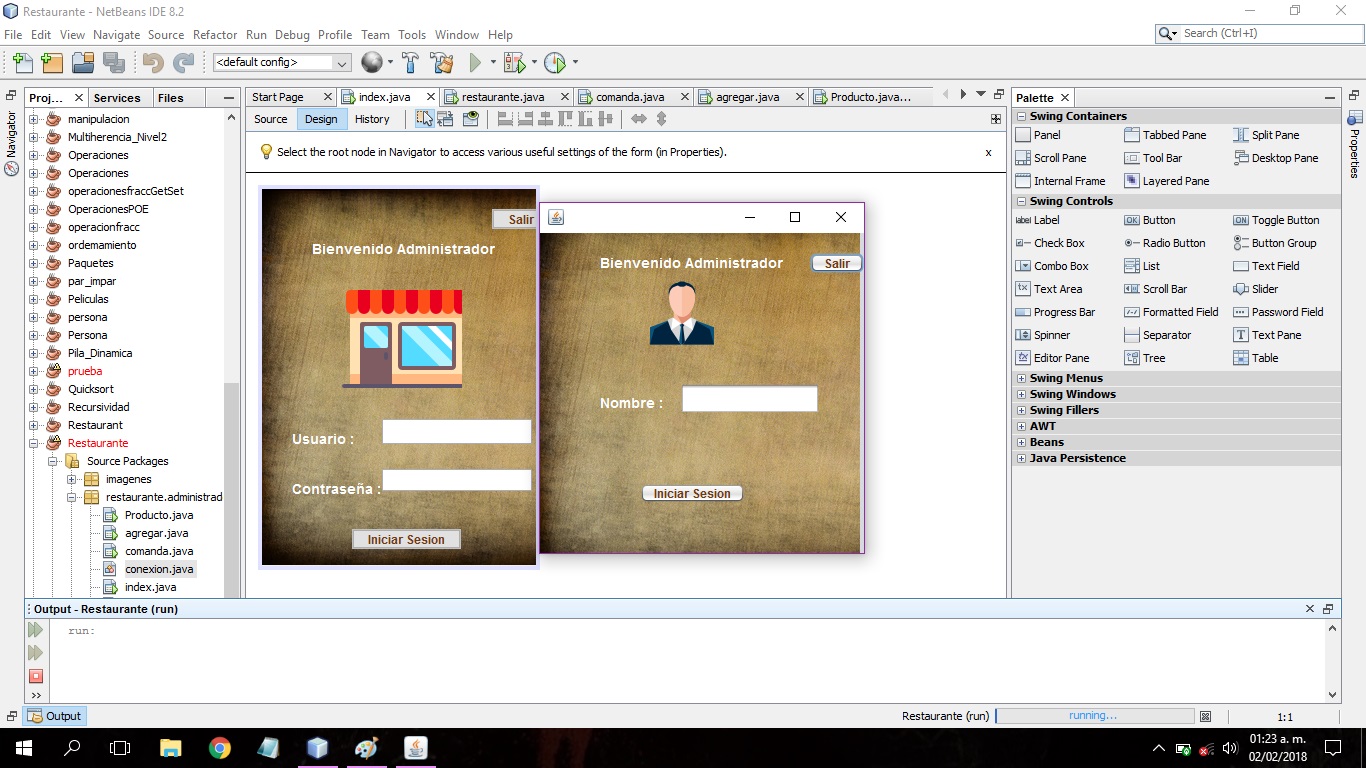 Restaurante - NetBeans IDE 8.2
File Edit View Navigate Source Refactor Run Debug Profile Team Tools Window Help
Search (Ctrl+I)
<default config>
Proj... Services Files
Navigator
manipulacion
Multiherencia_Nivel2
Operaciones
Operaciones
operacionesfraccGetSet
OperacionesPOE
operacionfracc
ordemamiento
Paquetes
par_impar
Peliculas
persona
Persona
Pila_Dinamica
prueba
Quicksort
Recursividad
Restaurant
Restaurante
Source Packages
imagenes
restaurante.administrad
Producto.java
agregar.java
comanda.java
conexion.java
index.java
Start Page index.java restaurante.java comanda.java agregar.java Producto.java...
Source Design History
Select the root node in Navigator to access various useful settings of the form (in Properties). x
Salir
Bienvenido Administrador
Usuario :
Contraseña :
Iniciar Sesion
Bienvenido Administrador
Salir
Nombre :
Iniciar Sesion
Palette
Swing Containers
Panel Tabbed Pane Split Pane
Scroll Pane Tool Bar Desktop Pane
Internal Frame Layered Pane
Swing Controls
label Label OK Button ON Toggle Button
Check Box Radio Button Button Group
Combo Box List Text Field
Text Area Scroll Bar Slider
Progress Bar Formatted Field Password Field
Spinner Separator Text Pane
Editor Pane Tree Table
Swing Menus
Swing Windows
Swing Fillers
AWT
Beans
Java Persistence
Properties
Output - Restaurante (run)
run:
Output
Restaurante (run) running... 1:1
01:23 a. m.
02/02/2018